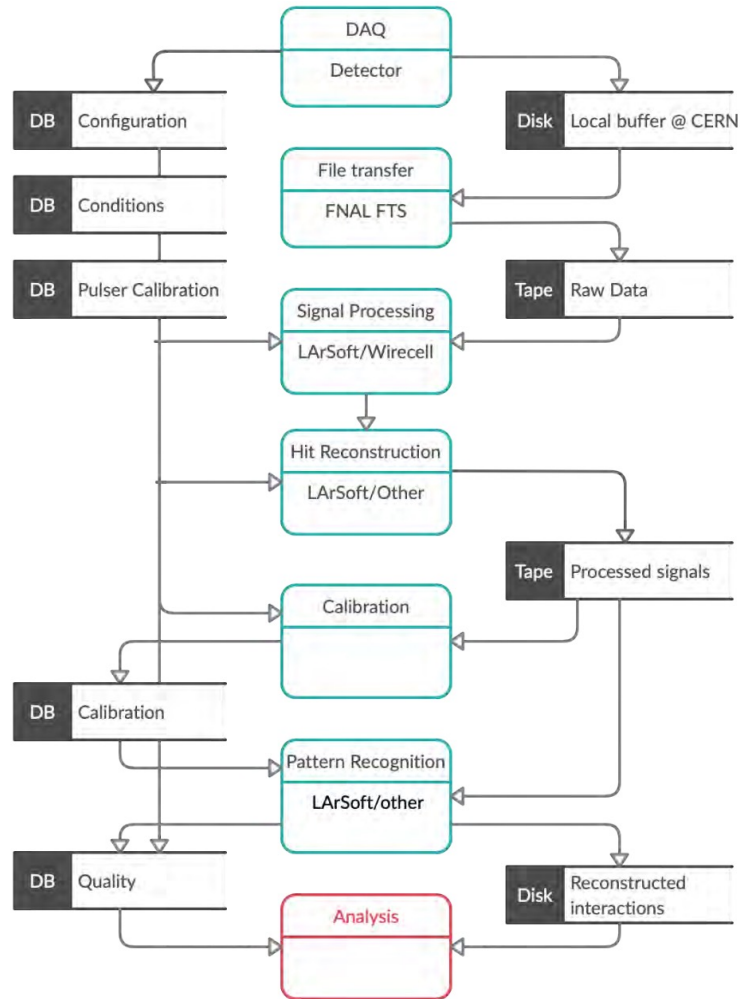 DAQ
Detector
DB Configuration
Disk Local buffer @ CERN
File transfer
FNAL FTS
DB Conditions
DB Pulser Calibration
Tape Raw Data
Signal Processing
LArSoft/Wirecell
Hit Reconstruction
LArSoft/Other
Tape Processed signals
Calibration
DB Calibration
Pattern Recognition
LArSoft/other
DB Quality
Disk Reconstructed
interactions
Analysis